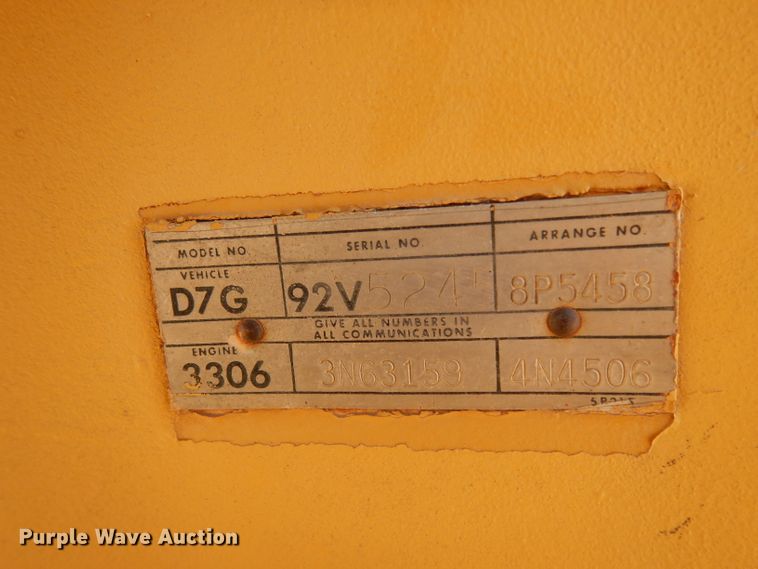 MODEL NO. SERIAL NO. ARRANGE NO.
VEHICLE
D7G 92V5245 8P5458
GIVE ALL NUMBERS IN
ALL COMMUNICATIONS
ENGINE
3306 3N63159 4N4506
Purple Wave Auction